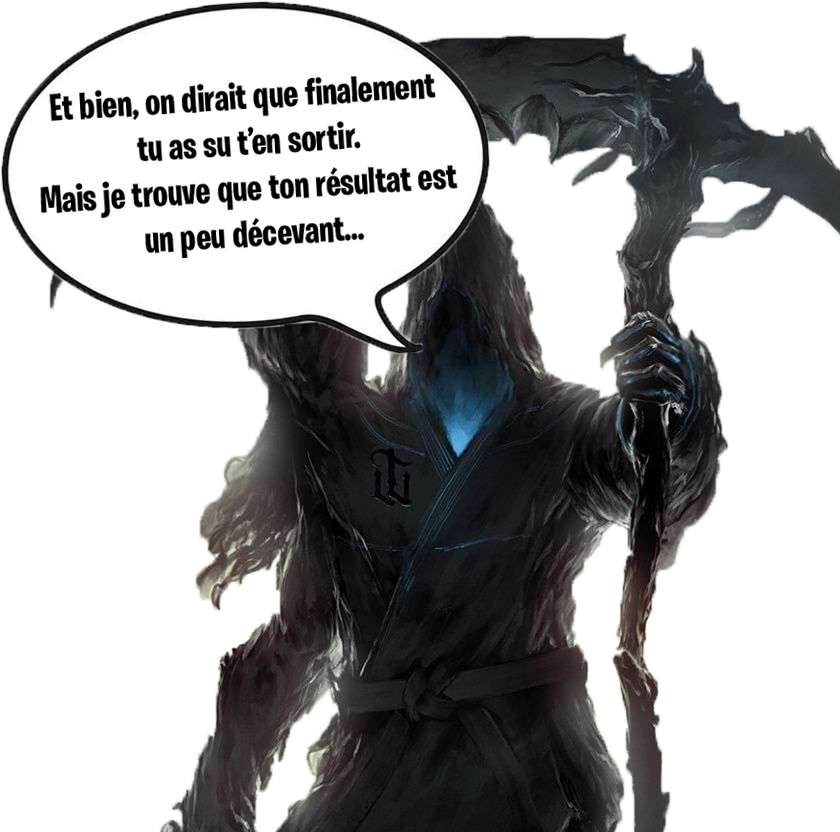 Et bien, on dirait que finalement
tu as su t’en sortir.
Mais je trouve que ton résultat est
un peu décevant...